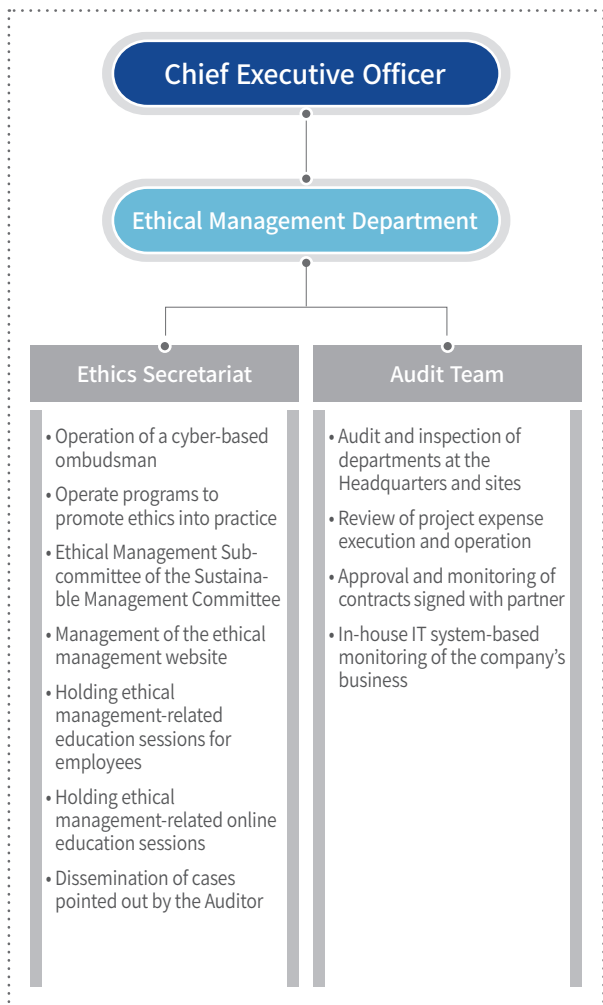 Chief Executive Officer
Ethical Management Department
Ethics Secretariat
• Operation of a cyber-based
ombudsman
• Operate programs to
promote ethics into practice
• Ethical Management Sub-
committee of the Sustaina-
ble Management Committee
• Management of the ethical
management website
• Holding ethical
management-related
education sessions for
employees
• Holding ethical
management-related online
education sessions
• Dissemination of cases
pointed out by the Auditor
Audit Team
• Audit and inspection of
departments at the
Headquarters and sites
• Review of project expense
execution and operation
• Approval and monitoring of
contracts signed with partner
• In-house IT system-based
monitoring of the company’s
business